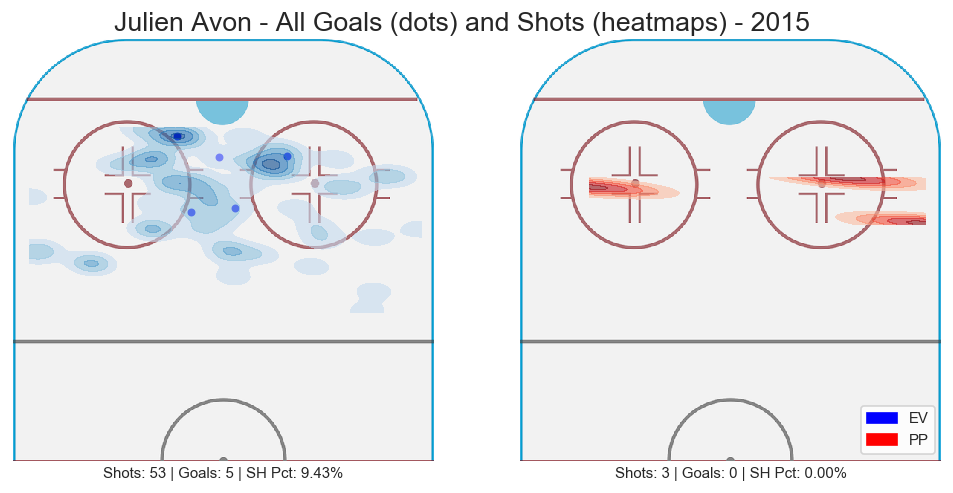 Julien Avon - All Goals (dots) and Shots (heatmaps) - 2015
EV
PP
Shots: 53 | Goals: 5 | SH Pct: 9.43%
Shots: 3 | Goals: 0 | SH Pct: 0.00%